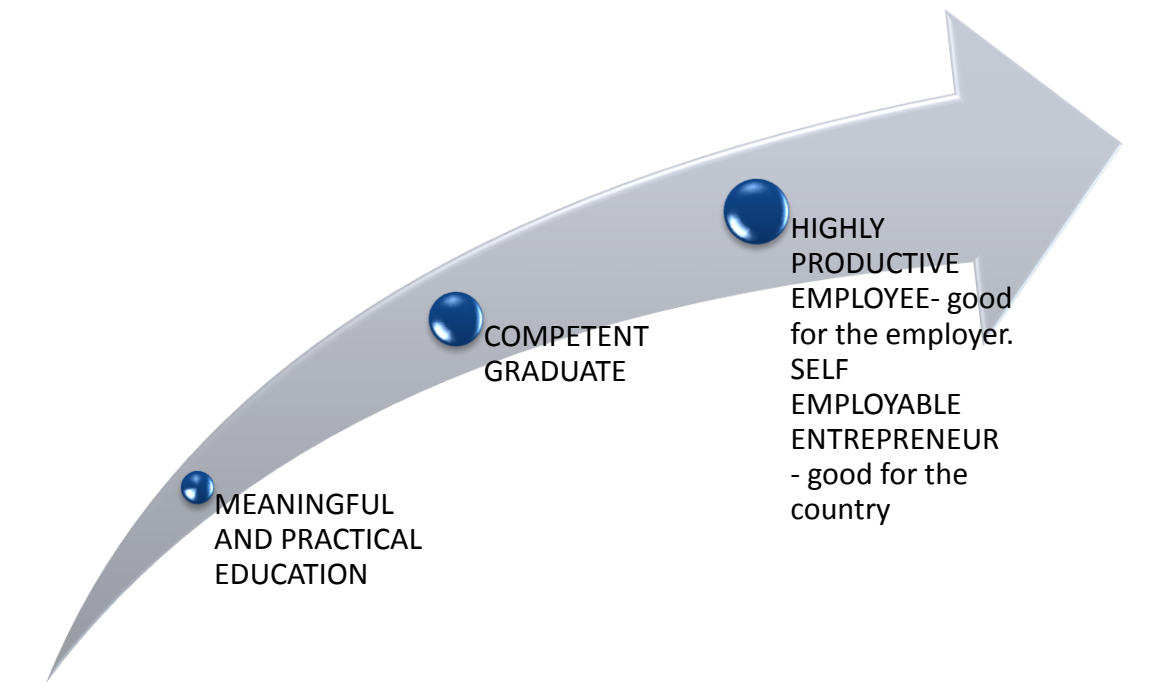 MEANINGFUL
AND PRACTICAL
EDUCATION
COMPETENT
GRADUATE
HIGHLY
PRODUCTIVE
EMPLOYEE- good
for the employer.
SELF
EMPLOYABLE
ENTREPRENEUR
- good for the
country